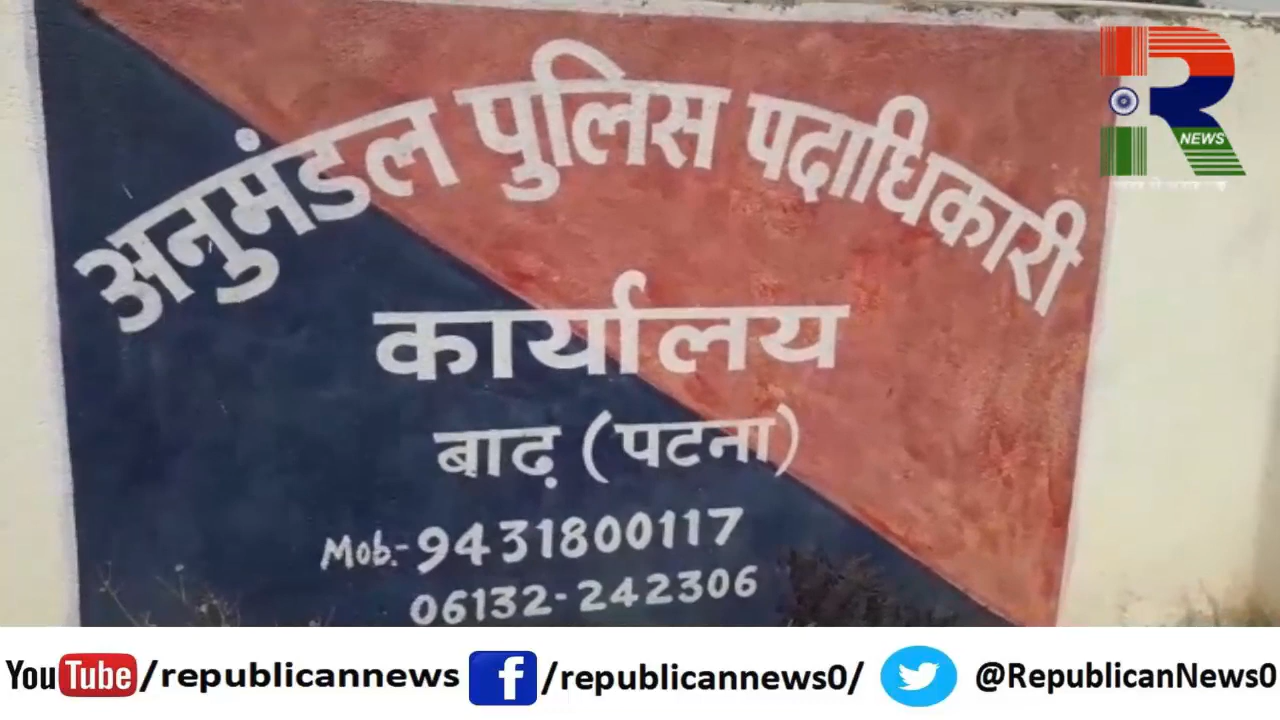 अनुमंडल पुलिस पदाधिकारी
कार्यालय
बाढ़ (पटना)
Mob.- 9431800117
06132-242306
R NEWS
YouTube/republicannews
f/republicannews0/
@RepublicanNews0